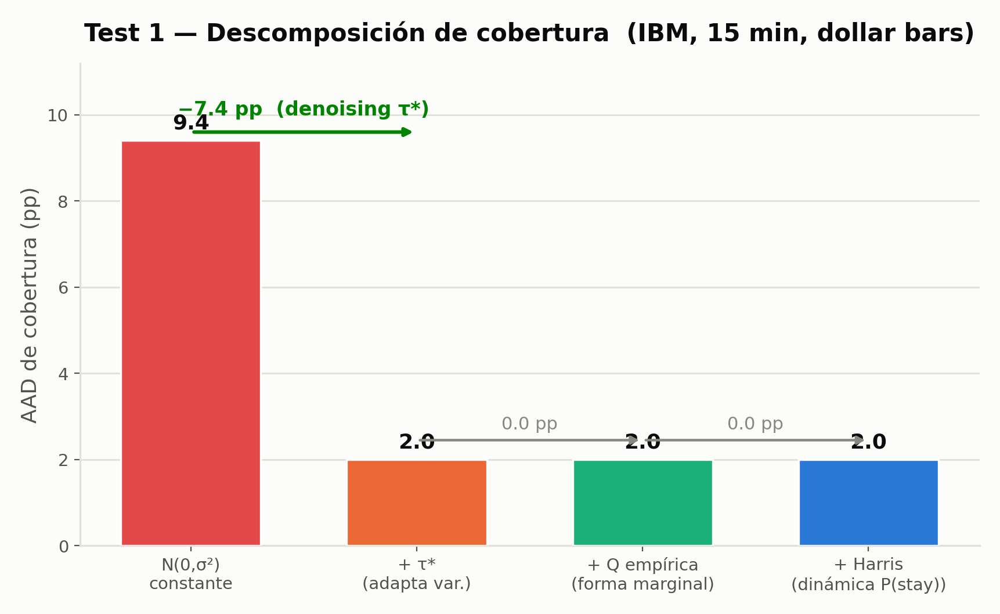 Test 1 — Descomposición de cobertura  (IBM, 15 min, dollar bars)
AAD de cobertura (pp)
10
8
6
4
2
0
−7.4 pp  (denoising τ*)
9.4
0.0 pp
0.0 pp
2.0
2.0
2.0
N(0,σ²)
constante
+ τ*
(adapta var.)
+ Q empírica
(forma marginal)
+ Harris
(dinámica P(stay))